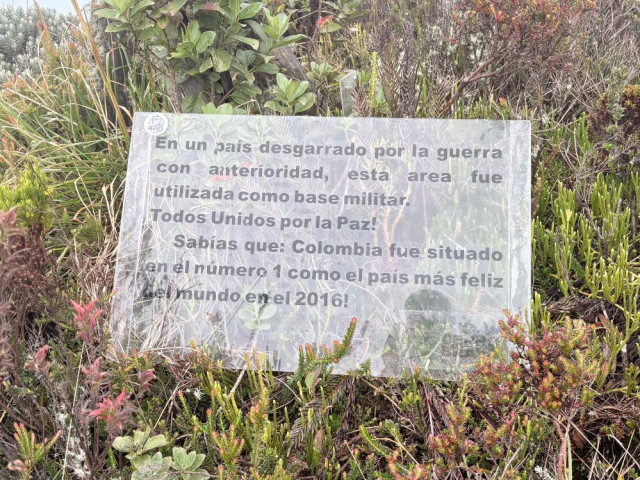 En un país desgarrado por la guerra
con anterioridad, esta area fue
utilizada como base militar.
Todos Unidos por la Paz!
Sabías que: Colombia fue situado
en el número 1 como el país más feliz
del mundo en el 2016!